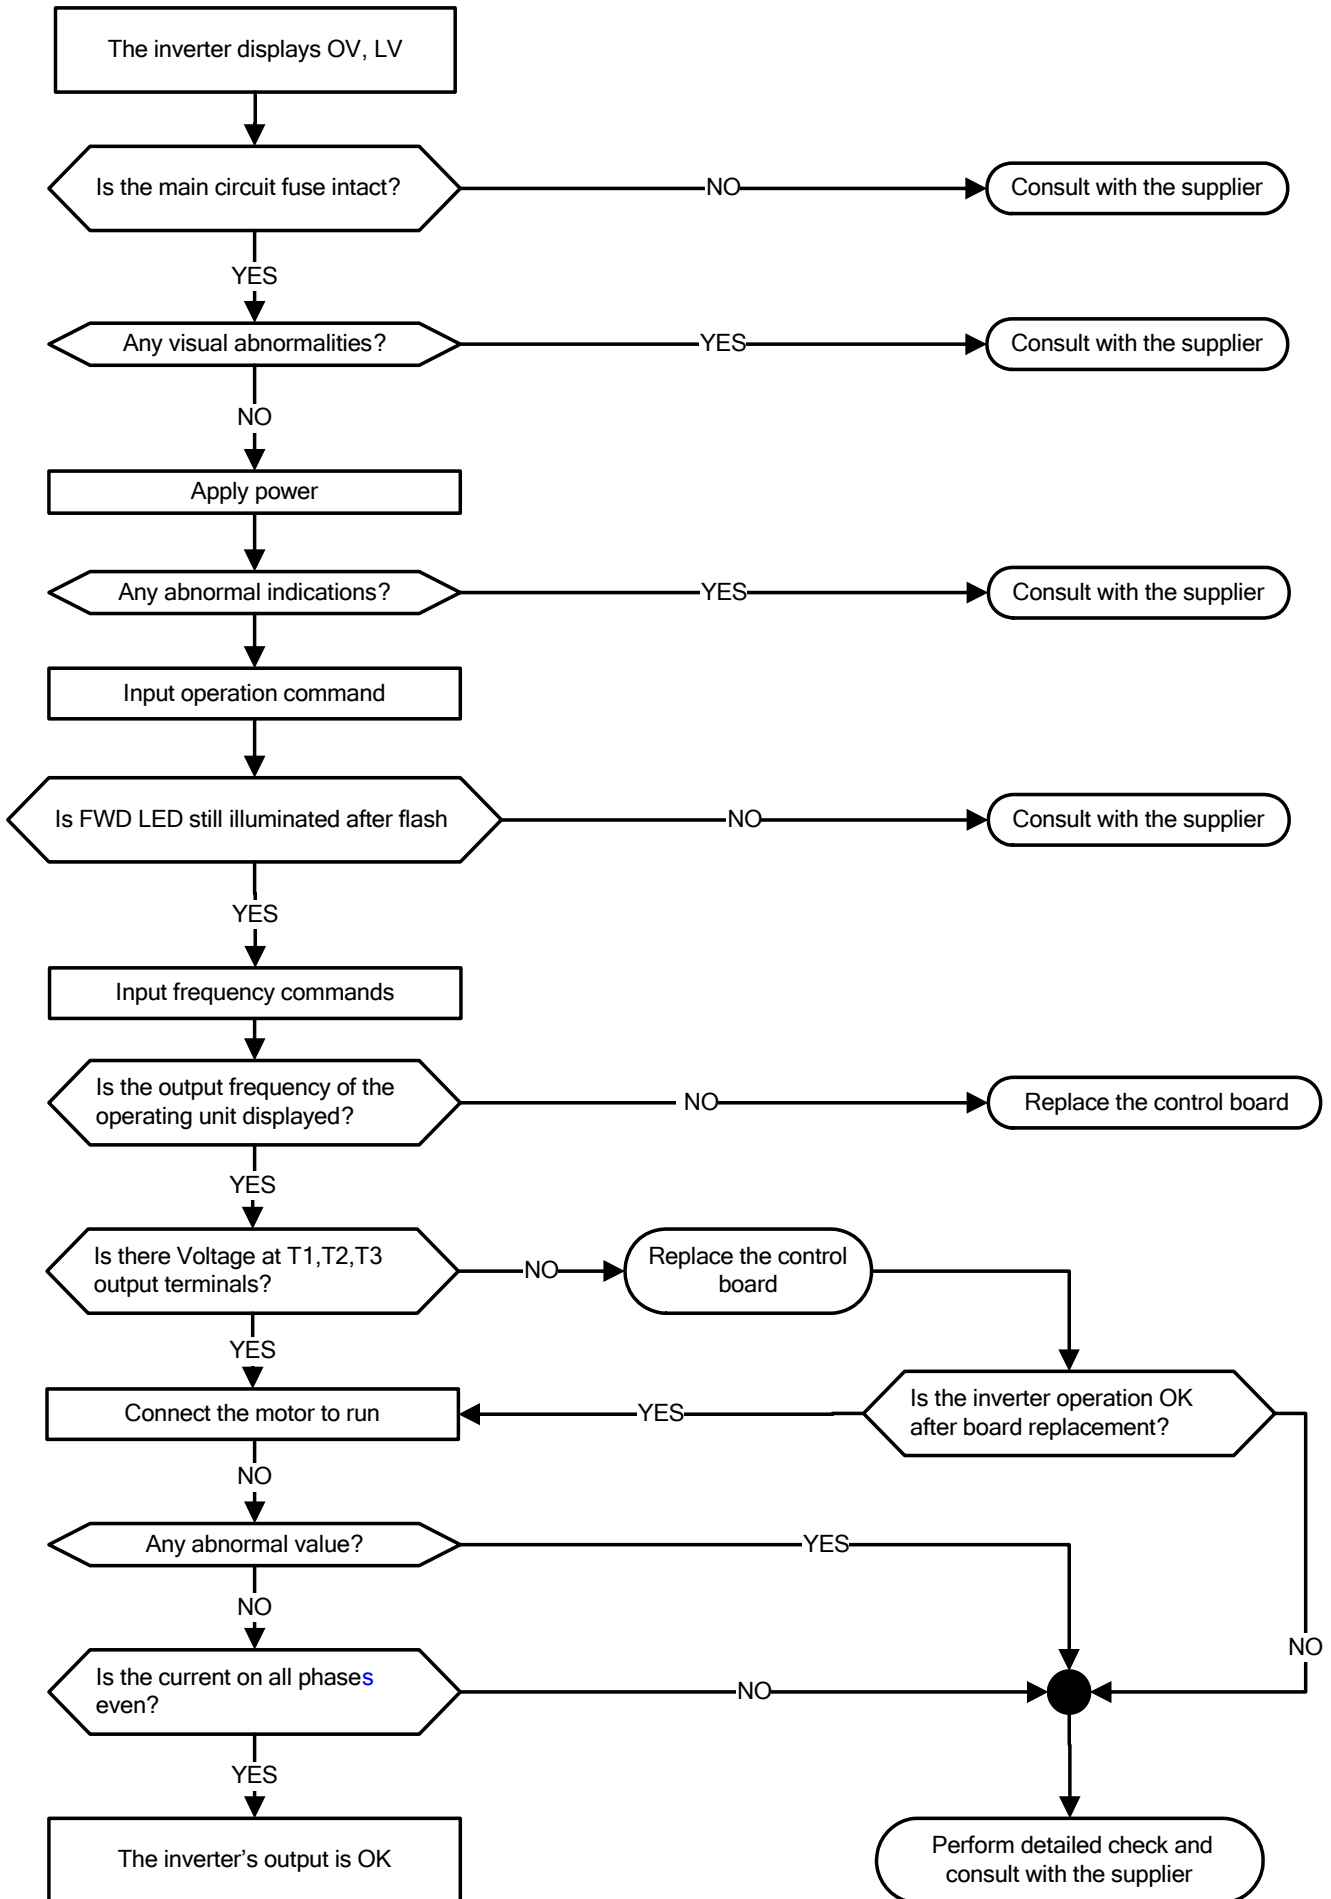 The inverter displays OV, LV
Is the main circuit fuse intact?
NO
Consult with the supplier
YES
Any visual abnormalities?
YES
Consult with the supplier
NO
Apply power
Any abnormal indications?
YES
Consult with the supplier
Input operation command
Is FWD LED still illuminated after flash
NO
Consult with the supplier
YES
Input frequency commands
Is the output frequency of the
operating unit displayed?
NO
Replace the control board
YES
Is there Voltage at T1,T2,T3
output terminals?
NO
Replace the control
board
YES
Connect the motor to run
YES
Is the inverter operation OK
after board replacement?
NO
Any abnormal value?
YES
NO
NO
Is the current on all phases
even?
NO
YES
The inverter's output is OK
Perform detailed check and
consult with the supplier